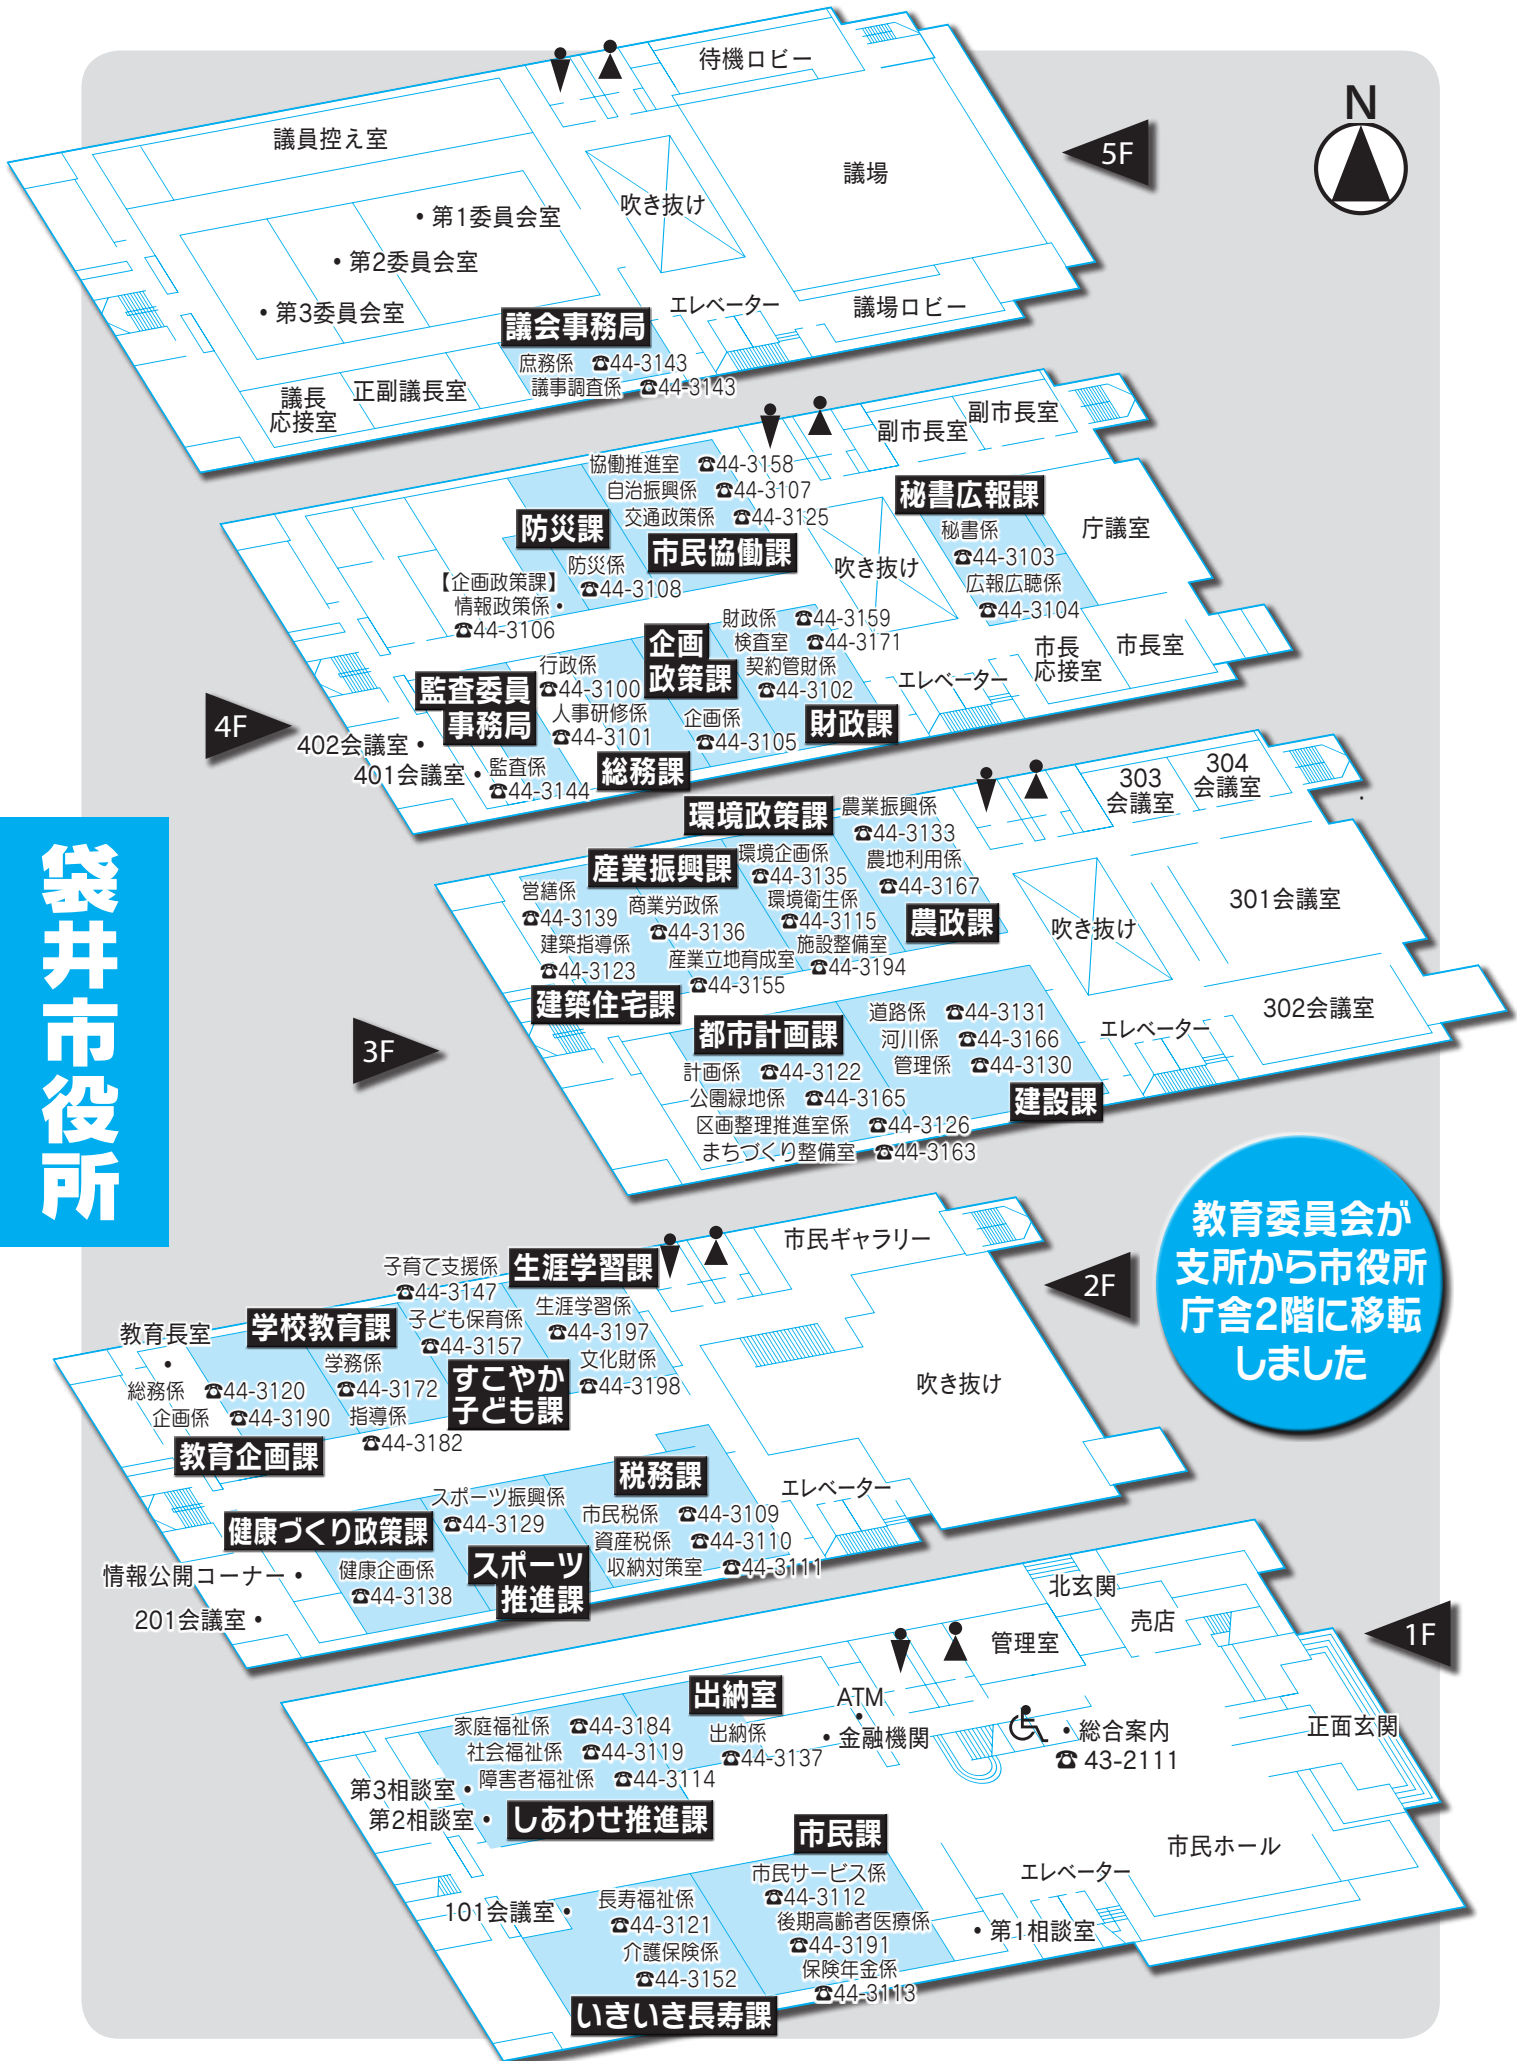 袋井市役所
N
5F
待機ロビー
議員控え室
議場
吹き抜け
・第1委員会室
・第2委員会室
・第3委員会室
エレベーター
議場ロビー
議会事務局
庶務係 ☎44-3143
議事調査係 ☎44-3143
正副議長室
議長
応接室
4F
副市長室
副市長室
協働推進室 ☎44-3158
自治振興係 ☎44-3107
交通政策係 ☎44-3125
市民協働課
防災課
防災係
☎44-3108
【企画政策課】
情報政策係・
☎44-3106
秘書広報課
秘書係
☎44-3103
広報広聴係
☎44-3104
庁議室
吹き抜け
市長
応接室
市長室
エレベーター
財政係 ☎44-3159
検査室 ☎44-3171
契約管財係
☎44-3102
財政課
企画
政策課
企画係
☎44-3105
行政係
☎44-3100
人事研修係
☎44-3101
総務課
監査委員
事務局
監査係
☎44-3144
402会議室・
401会議室・
3F
303
会議室
304
会議室
301会議室
302会議室
吹き抜け
エレベーター
環境政策課
環境企画係
☎44-3135
環境衛生係
☎44-3115
施設整備室
☎44-3194
農業振興係
☎44-3133
農地利用係
☎44-3167
農政課
産業振興課
商業労政係
☎44-3136
産業立地育成室
☎44-3155
営繕係
☎44-3139
建築指導係
☎44-3123
建築住宅課
都市計画課
計画係 ☎44-3122
公園緑地係 ☎44-3165
区画整理推進室係 ☎44-3126
まちづくり整備室 ☎44-3163
道路係 ☎44-3131
河川係 ☎44-3166
管理係 ☎44-3130
建設課
教育委員会が
支所から市役所
庁舎2階に移転
しました
2F
市民ギャラリー
吹き抜け
エレベーター
生涯学習課
生涯学習係
☎44-3197
文化財係
☎44-3198
子育て支援係
☎44-3147
子ども保育係
☎44-3157
すこやか
子ども課
学校教育課
学務係
☎44-3172
指導係
☎44-3182
教育長室
・
総務係 ☎44-3120
企画係 ☎44-3190
教育企画課
税務課
市民税係 ☎44-3109
資産税係 ☎44-3110
収納対策室 ☎44-3111
スポーツ振興係
☎44-3129
スポーツ
推進課
健康づくり政策課
健康企画係
☎44-3138
情報公開コーナー・
201会議室・
1F
北玄関
売店
管理室
正面玄関
ATM
・
・金融機関
・総合案内
☎ 43-2111
出納室
出納係
☎44-3137
家庭福祉係 ☎44-3184
社会福祉係 ☎44-3119
障害者福祉係 ☎44-3114
しあわせ推進課
第3相談室・
第2相談室・
市民課
市民サービス係
☎44-3112
後期高齢者医療係
☎44-3191
保険年金係
☎44-3113
市民ホール
エレベーター
・第1相談室
101会議室・
長寿福祉係
☎44-3121
介護保険係
☎44-3152
いきいき長寿課